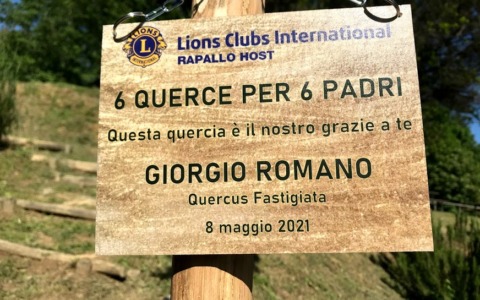 LIONS
L
INTERNATIONAL
Lions Clubs International
RAPALLO HOST
6 QUERCE PER 6 PADRI
Questa quercia è il nostro grazie a te
GIORGIO ROMANO
Quercus Fastigiata
8 maggio 2021